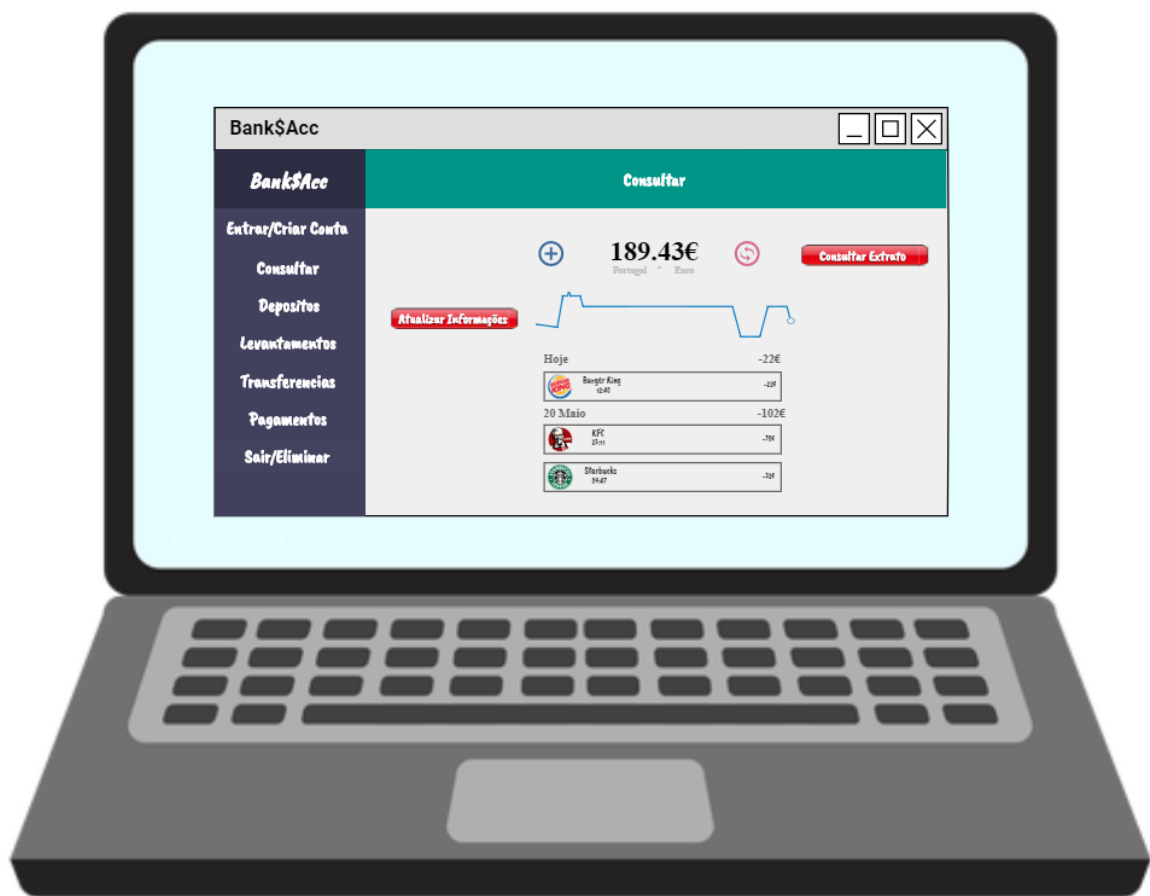 Bank$Acc
Bank$Acc
Consultar
Entrar/Criar Conta
Consultar
Depositos
Levantamentos
Transferencias
Pagamentos
Sair/Eliminar
189.43€
Portugal · Euro
Consultar Extrato
Atualizar Informações
Hoje -22€
Burger King
-22€
20 Maio -102€
KFC
Starbucks